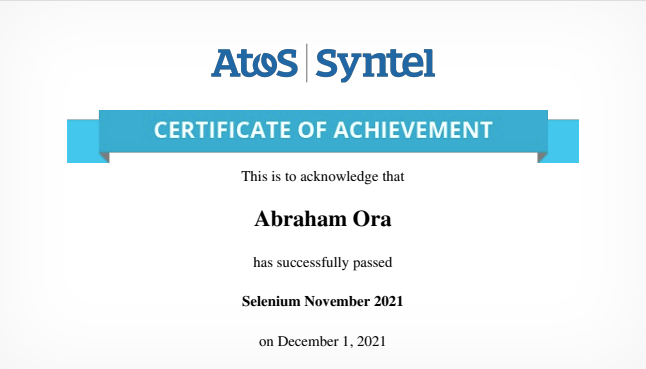 Atos | Syntel
CERTIFICATE OF ACHIEVEMENT
This is to acknowledge that
Abraham Ora
has successfully passed
Selenium November 2021
on December 1, 2021